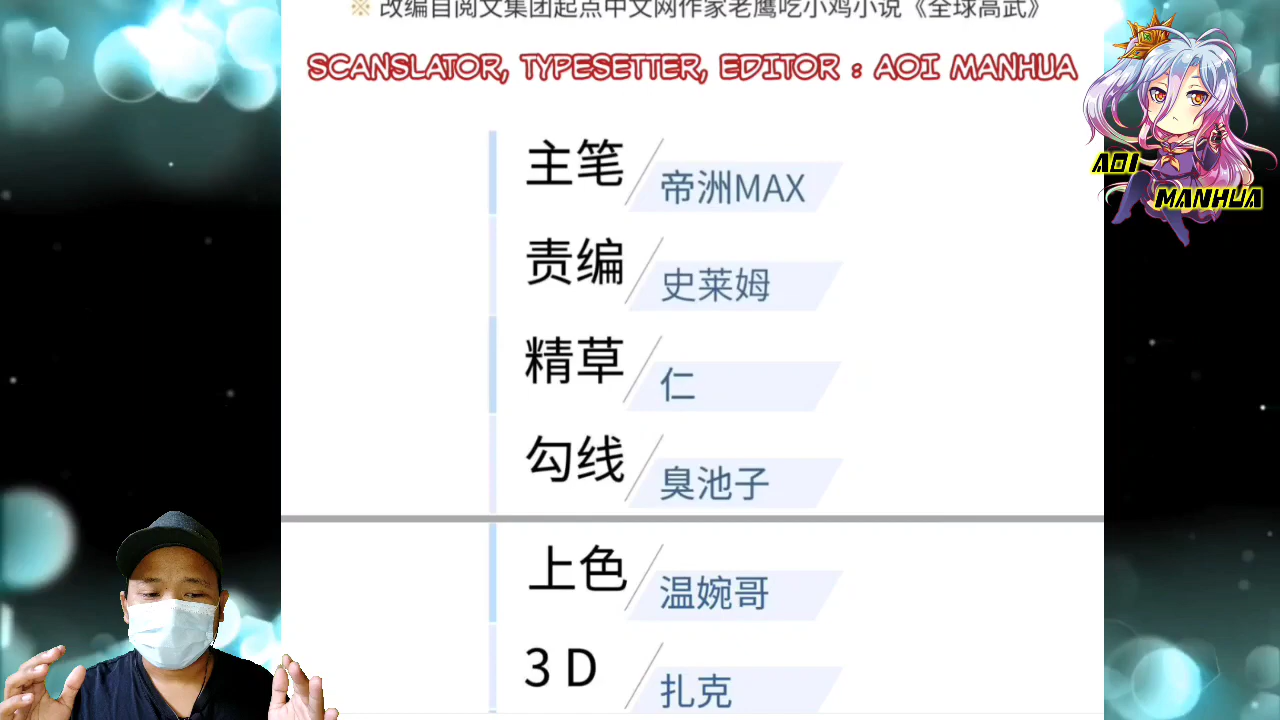 ※ 改编自阅文集团起点中文网作家老鹰吃小鸡小说《全球高武》
SCANSLATOR, TYPESETTER, EDITOR : AOI MANHUA
AOI
MANHUA
主笔 帝洲MAX
责编 史莱姆
精草 仁
勾线 臭池子
上色 温婉哥
3D 扎克